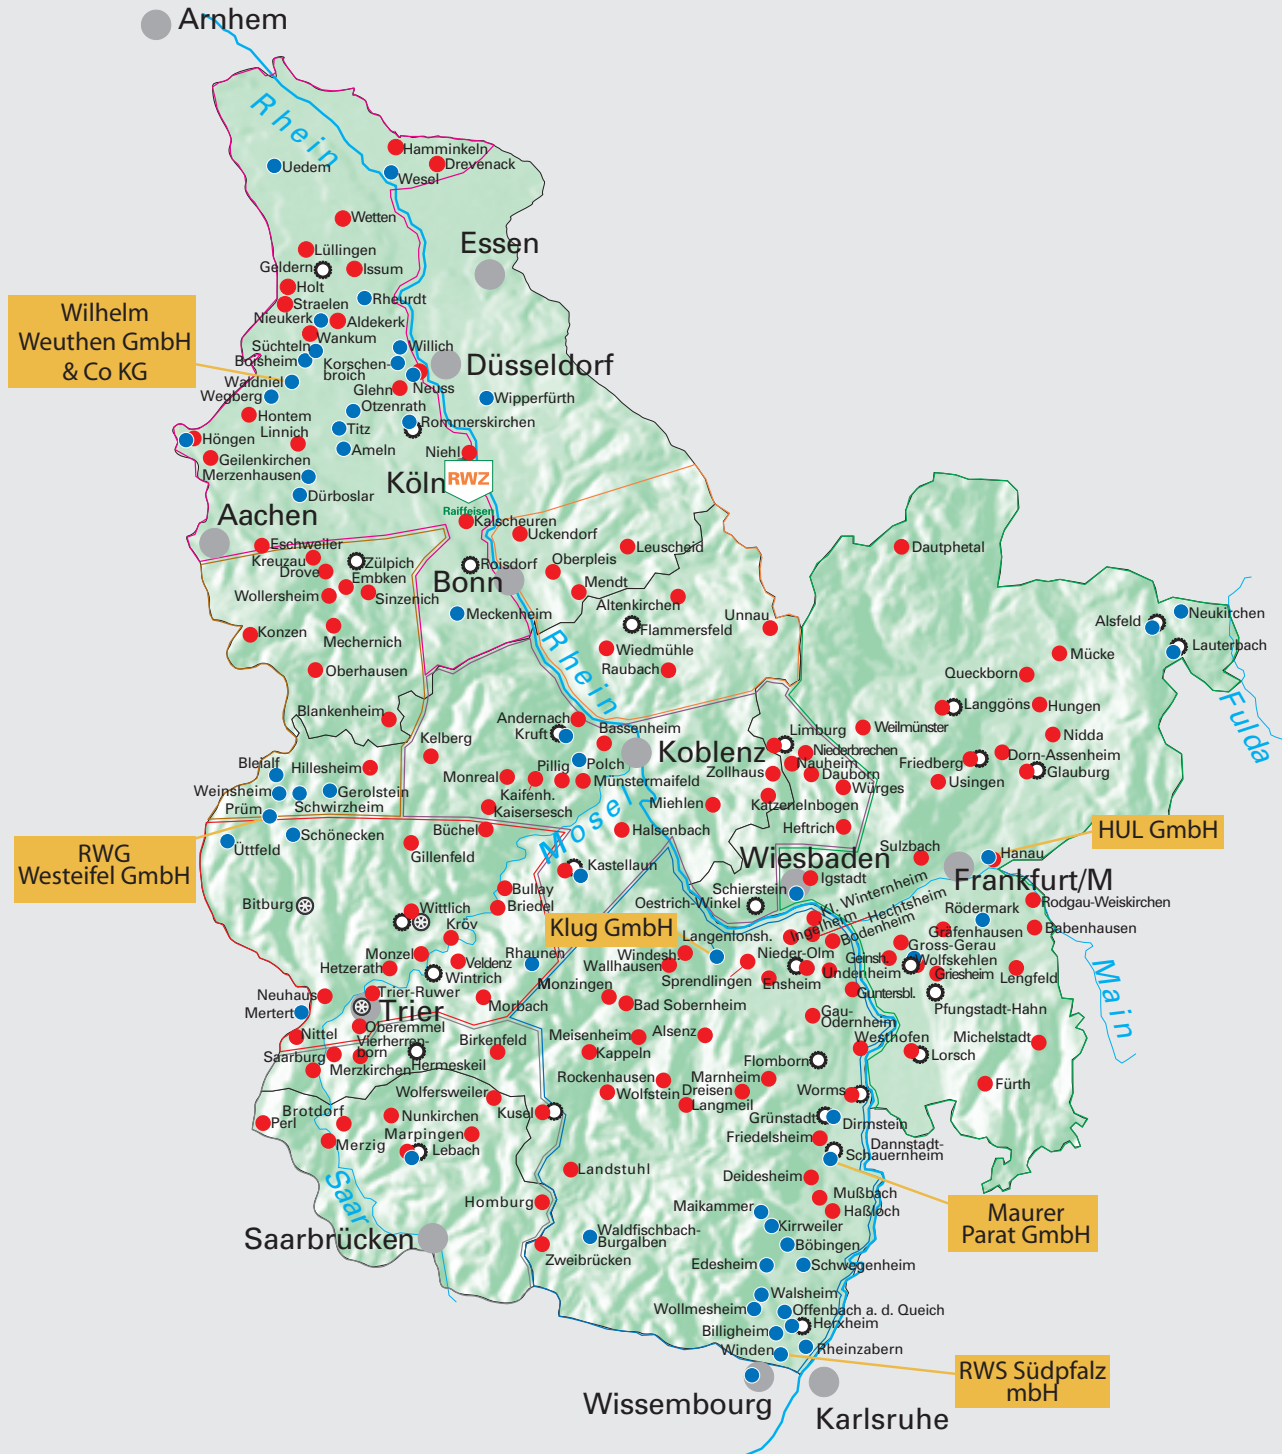 Arnhem
Rhein
Hamminkeln
Drevenack
Uedem
Wesel
Wetten
Essen
Lüllingen
Geldern
Issum
Holt
Rheurdt
Straelen
Wilhelm
Weuthen GmbH
& Co KG
Nieukerk
Aldekerk
Wankum
Süchteln
Willich
Boisheim
Korschen-
broich
Düsseldorf
Waldniel
Glehn
Neuss
Wegberg
Wipperfürth
Otzenrath
Hontem
Rommerskirchen
Linnich
Titz
Höngen
Ameln
Niehl
Geilenkirchen
Merzenhausen
Köln
RWZ
Dürboslar
Raiffeisen
Aachen
Kalscheuren
Uckendorf
Eschweiler
Leuscheid
Dautphetal
Kreuzau
Zülpich
Roisdorf
Oberpleis
Drove
Embken
Bonn
Mendt
Wollersheim
Sinzenich
Altenkirchen
Meckenheim
Unnau
Neukirchen
Alsfeld
Konzen
Mechernich
Rhein
Flammersfeld
Lauterbach
Wiedmühle
Mücke
Oberhausen
Raubach
Queckborn
Fulda
Blankenheim
Andernach
Langgöns
Hungen
Kruft
Bassenheim
Limburg
Weilmünster
Nidda
Kelberg
Koblenz
Niederbrechen
Dorn-Assenheim
Bleialf
Hillesheim
Polch
Nauheim
Friedberg
Glauburg
Monreal
Pillig
Münstermaifeld
Zollhaus
Dauborn
Usingen
Weinsheim
Gerolstein
Kaifenh.
Würges
Schwirzheim
Kaisersesch
Miehlen
Katzenelnbogen
Prüm
Mosel
Heftrich
HUL GmbH
Schönecken
Büchel
Halsenbach
Üttfeld
Gillenfeld
RWG
Westeifel GmbH
Kastellaun
Wiesbaden
Sulzbach
Hanau
Frankfurt/M
Igstadt
Bullay
Schierstein
Bitburg
Briedel
Oestrich-Winkel
Kl. Winternheim
Rodgau-Weiskirchen
Wittlich
Hechtsheim
Rödermark
Kröv
Klug GmbH
Ingelheim
Bodenheim
Gräfenhausen
Babenhausen
Langenlonsh.
Gross-Gerau
Monzel
Rhaunen
Windesh.
Nieder-Olm
Geinsh.
Wolfskehlen
Main
Hetzerath
Veldenz
Wallhausen
Undenheim
Griesheim
Lengfeld
Wintrich
Monzingen
Sprendlingen
Ensheim
Neuhaus
Trier-Ruwer
Guntersbl.
Mertert
Trier
Morbach
Bad Sobernheim
Pfungstadt-Hahn
Gau-
Odernheim
Nittel
Oberemmel
Meisenheim
Alsenz
Westhofen
Michelstadt
Vierherren-
born
Birkenfeld
Saarburg
Kappeln
Lorsch
Hermeskeil
Flomborn
Merzkirchen
Rockenhausen
Marnheim
Fürth
Wolfersweiler
Wolfstein
Dreisen
Worms
Langmeil
Brotdorf
Nunkirchen
Kusel
Grünstadt
Dirmstein
Perl
Marpingen
Friedelsheim
Dannstadt-
Schauernheim
Merzig
Lebach
Landstuhl
Deidesheim
Saar
Mußbach
Homburg
Maikammer
Haßloch
Maurer
Parat GmbH
Saarbrücken
Waldfischbach-
Burgalben
Kirrweiler
Böbingen
Zweibrücken
Edesheim
Schwegenheim
Walsheim
Wollmesheim
Offenbach a. d. Queich
Herxheim
Billigheim
Winden
Rheinzabern
RWS Südpfalz
mbH
Wissembourg
Karlsruhe